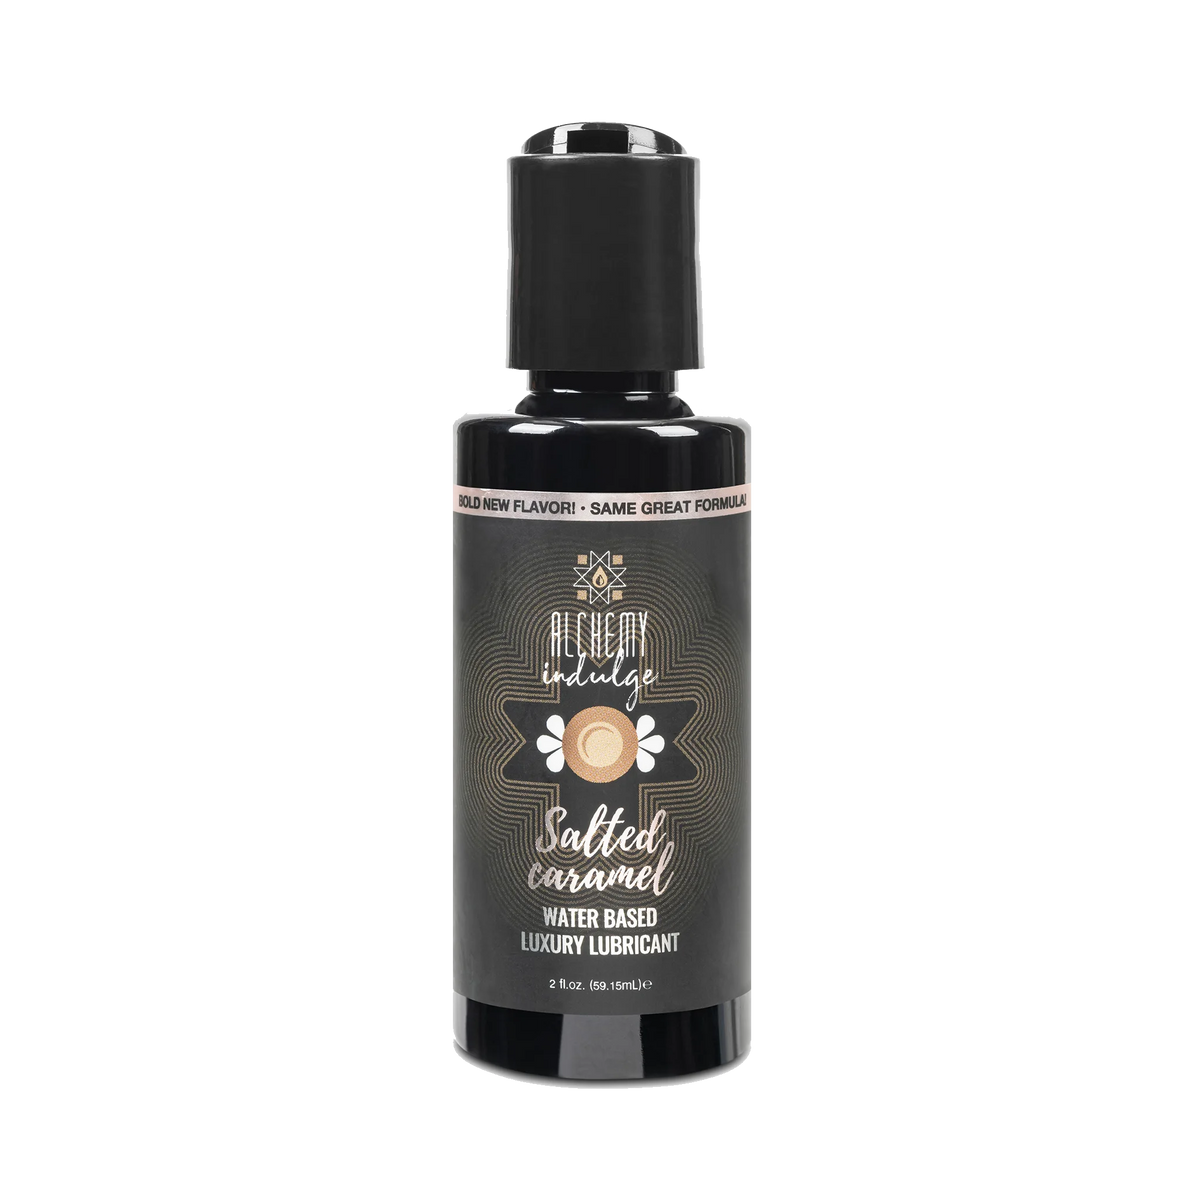 BOLD NEW FLAVOR! • SAME GREAT FORMULA!
ALCHEMY
indulge
Salted
caramel
WATER BASED
LUXURY LUBRICANT
2 fl.oz. (59.15mL)℮